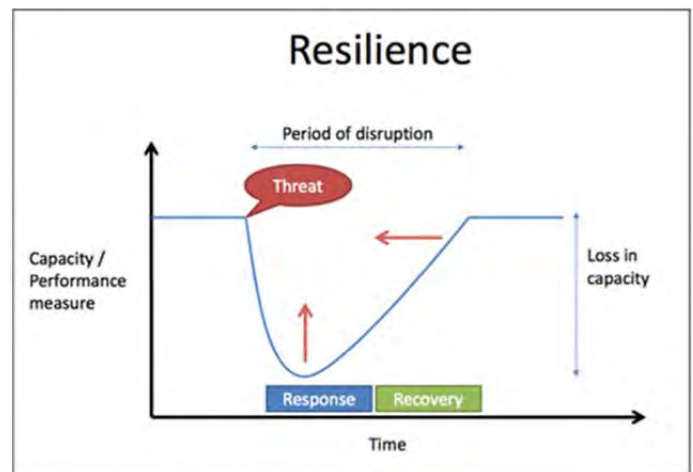 Resilience
Period of disruption
Threat
Capacity /
Performance
measure
Loss in
capacity
Response
Recovery
Time